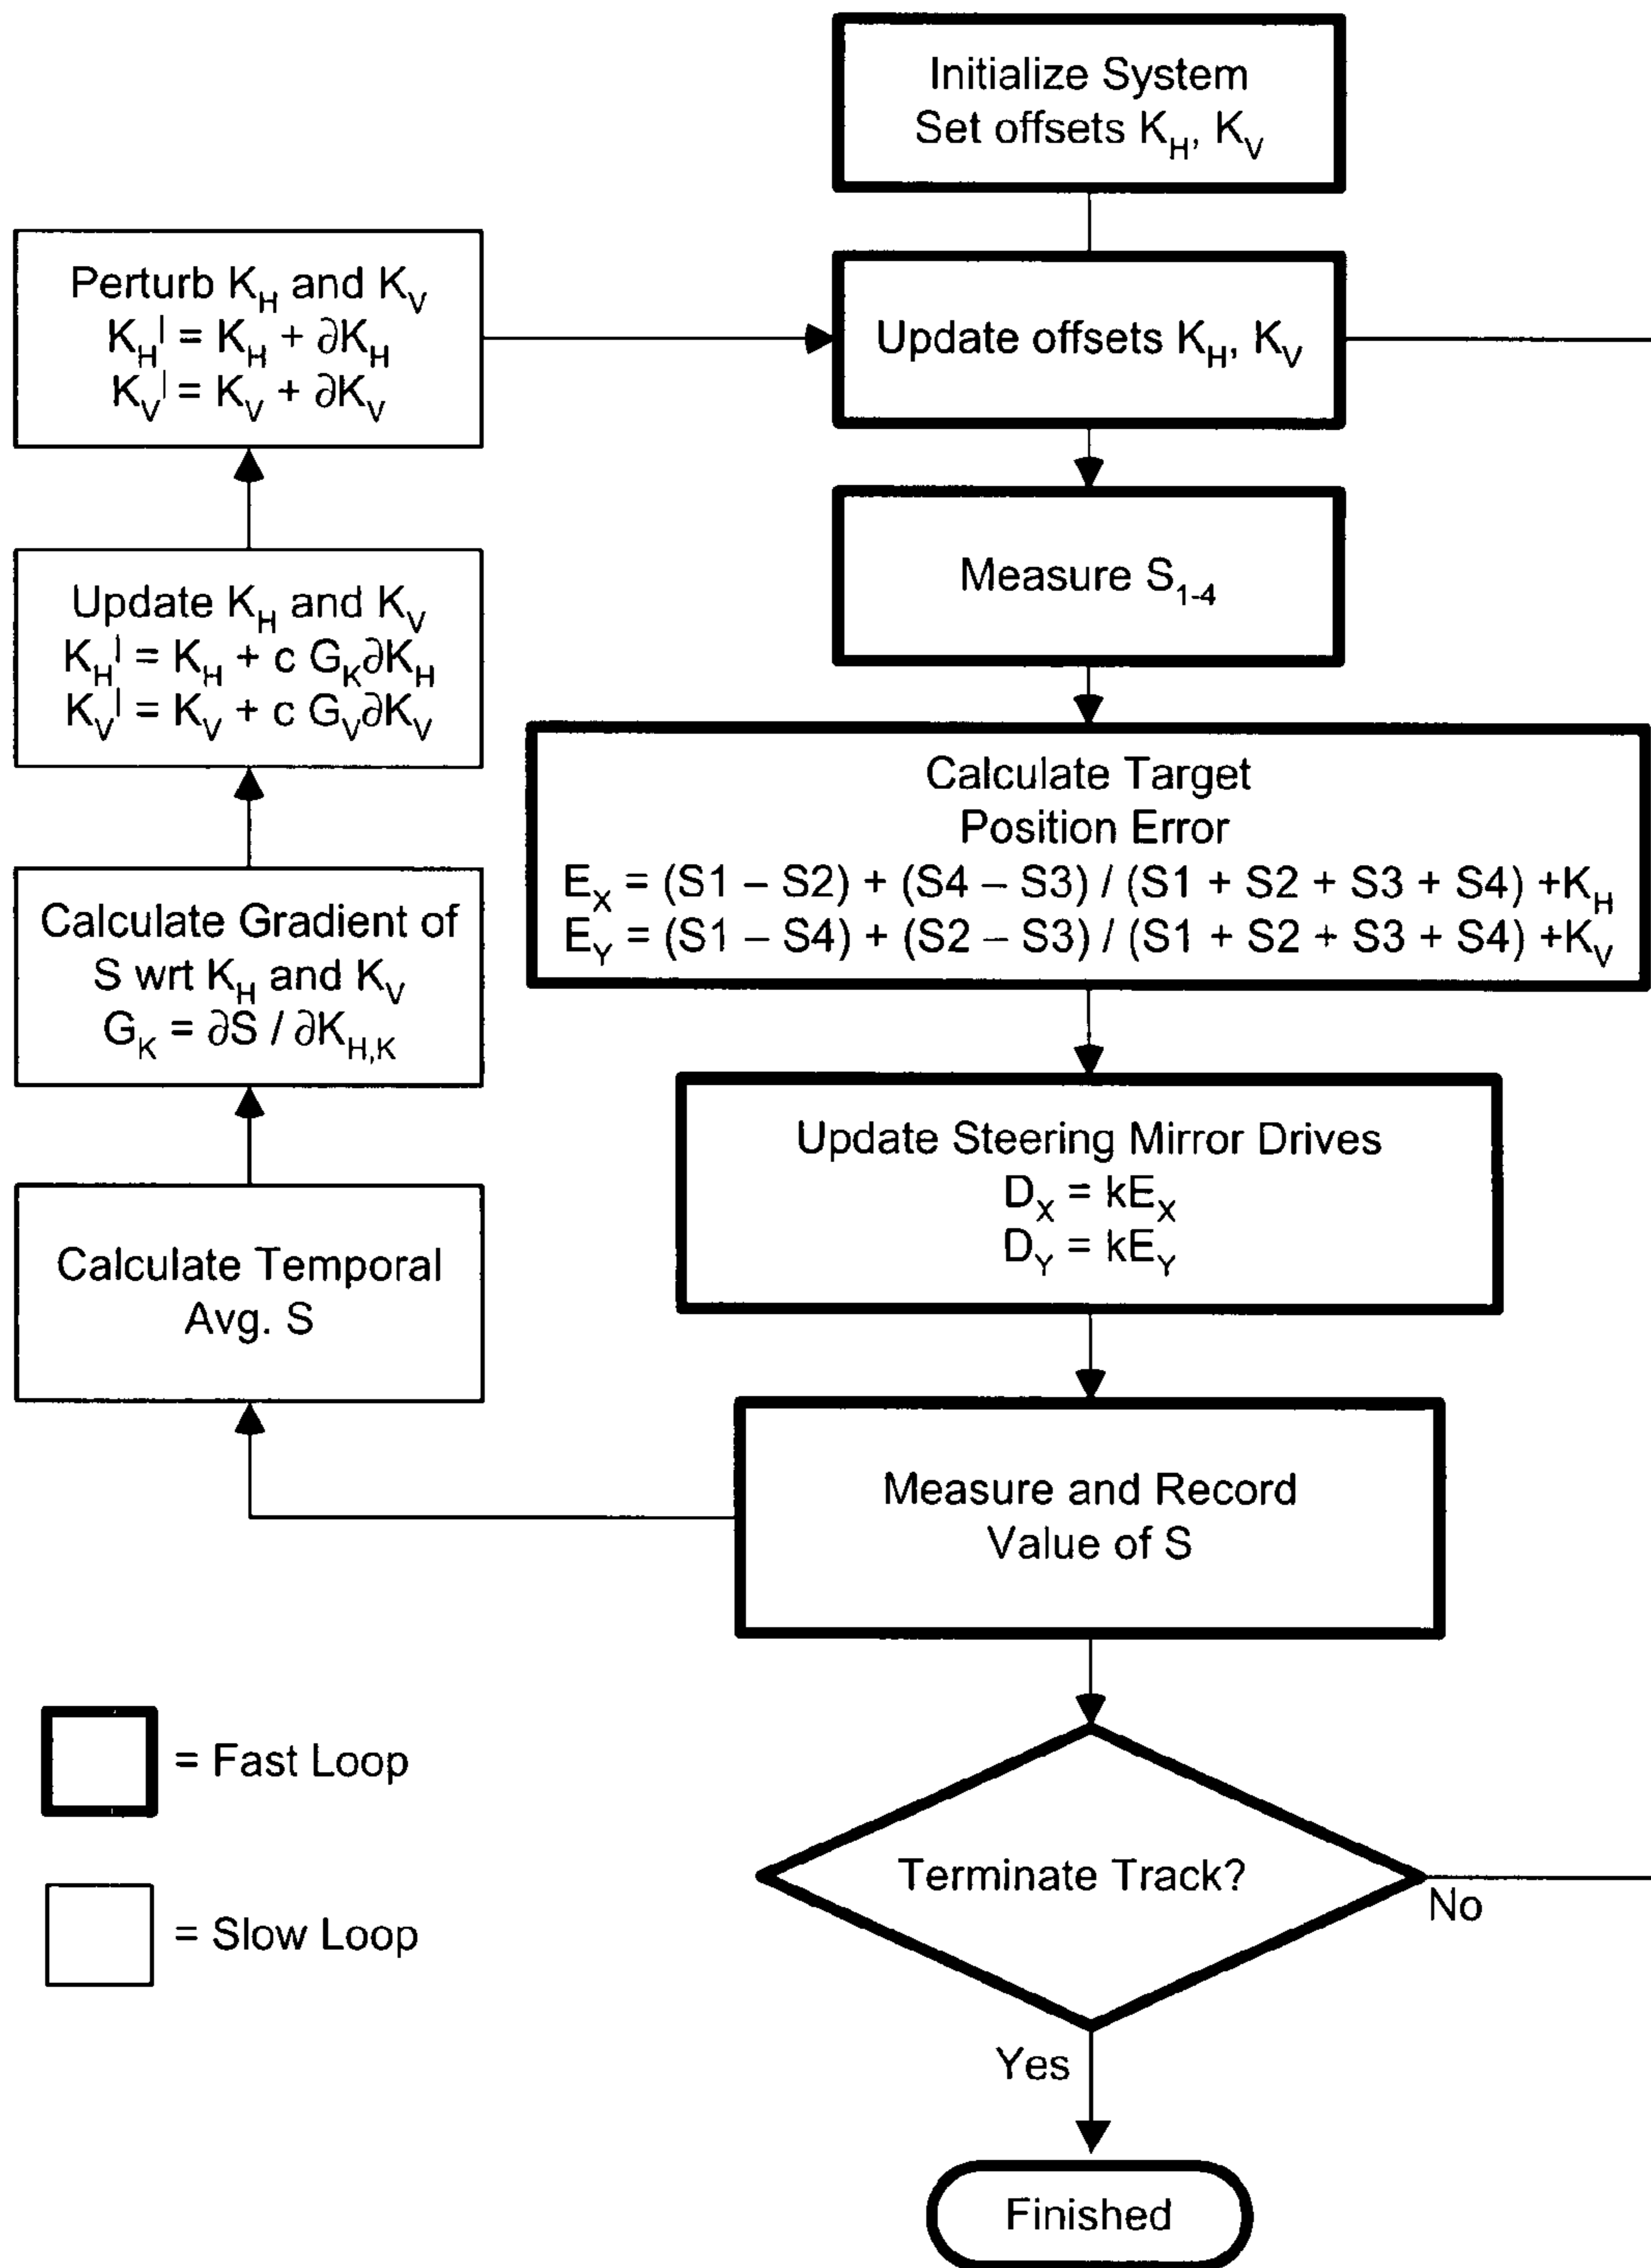 Initialize System
Set offsets K_H, K_V
Perturb K_H and K_V
K_H^| = K_H + ∂K_H
K_V^| = K_V + ∂K_V
Update offsets K_H, K_V
Measure S_1-4
Update K_H and K_V
K_H^| = K_H + c G_K∂K_H
K_V^| = K_V + c G_V∂K_V
Calculate Target
Position Error
E_X = (S1 – S2) + (S4 – S3) / (S1 + S2 + S3 + S4) +K_H
E_Y = (S1 – S4) + (S2 – S3) / (S1 + S2 + S3 + S4) +K_V
Calculate Gradient of
S wrt K_H and K_V
G_K = ∂S / ∂K_H,K
Update Steering Mirror Drives
D_X = kE_X
D_Y = kE_Y
Calculate Temporal
Avg. S
Measure and Record
Value of S
= Fast Loop
Terminate Track?
No
= Slow Loop
Yes
Finished